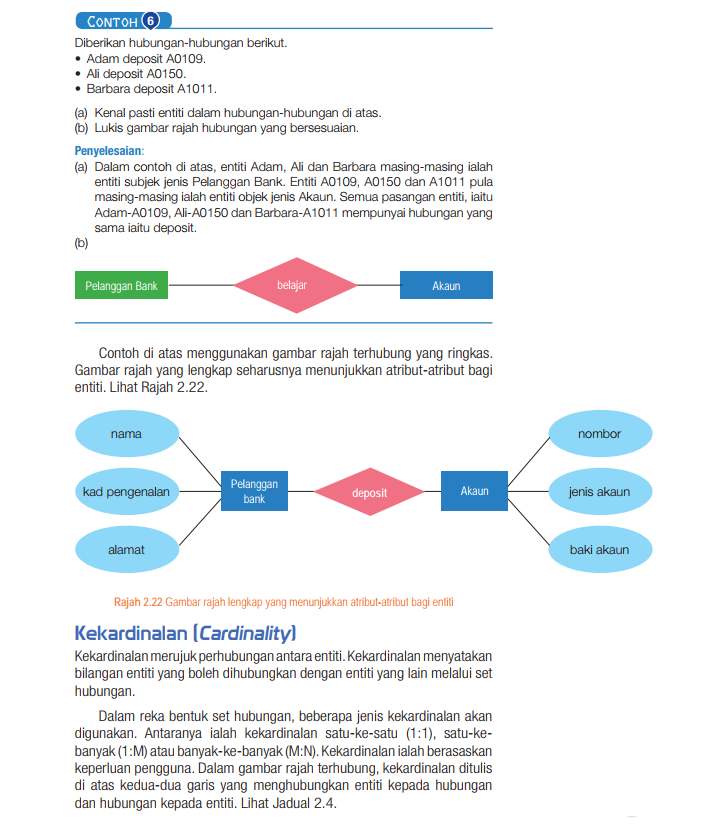 CONTOH 6
Diberikan hubungan-hubungan berikut.
• Adam deposit A0109.
• Ali deposit A0150.
• Barbara deposit A1011.
(a) Kenal pasti entiti dalam hubungan-hubungan di atas.
(b) Lukis gambar rajah hubungan yang bersesuaian.
Penyelesaian:
(a) Dalam contoh di atas, entiti Adam, Ali dan Barbara masing-masing ialah
entiti subjek jenis Pelanggan Bank. Entiti A0109, A0150 dan A1011 pula
masing-masing ialah entiti objek jenis Akaun. Semua pasangan entiti, iaitu
Adam-A0109, Ali-A0150 dan Barbara-A1011 mempunyai hubungan yang
sama iaitu deposit.
(b)
Pelanggan Bank
belajar
Akaun
Contoh di atas menggunakan gambar rajah terhubung yang ringkas.
Gambar rajah yang lengkap seharusnya menunjukkan atribut-atribut bagi
entiti. Lihat Rajah 2.22.
nama
kad pengenalan
alamat
Pelanggan
bank
deposit
Akaun
nombor
jenis akaun
baki akaun
Rajah 2.22 Gambar rajah lengkap yang menunjukkan atribut-atribut bagi entiti
Kekardinalan (Cardinality)
Kekardinalan merujuk perhubungan antara entiti. Kekardinalan menyatakan
bilangan entiti yang boleh dihubungkan dengan entiti yang lain melalui set
hubungan.
Dalam reka bentuk set hubungan, beberapa jenis kekardinalan akan
digunakan. Antaranya ialah kekardinalan satu-ke-satu (1:1), satu-ke-
banyak (1:M) atau banyak-ke-banyak (M:N). Kekardinalan ialah berasaskan
keperluan pengguna. Dalam gambar rajah terhubung, kekardinalan ditulis
di atas kedua-dua garis yang menghubungkan entiti kepada hubungan
dan hubungan kepada entiti. Lihat Jadual 2.4.